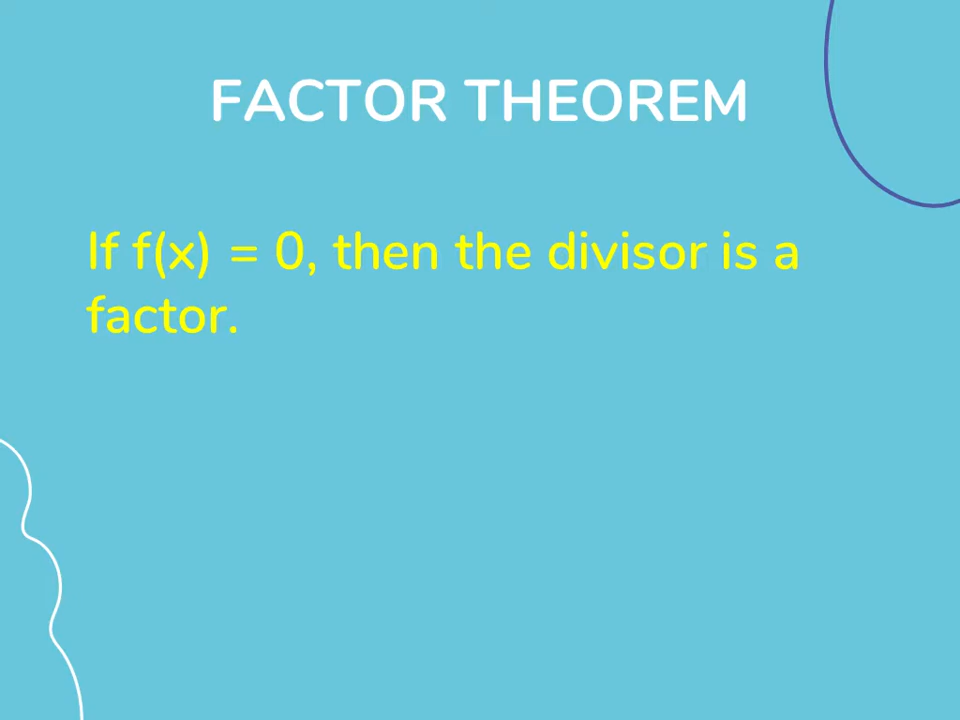 FACTOR THEOREM
If f(x) = 0, then the divisor is a
factor.